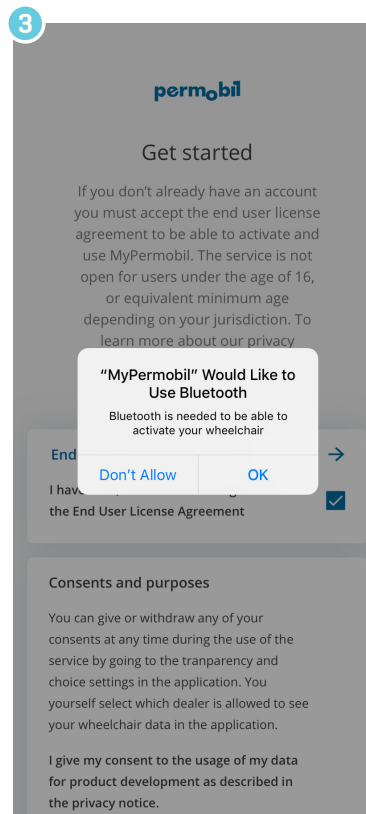 3
permobil
Get started
If you don't already have an account
you must accept the end user license
agreement to be able to activate and
use MyPermobil. The service is not
open for users under the age of 16,
or equivalent minimum age
depending on your jurisdiction. To
learn more about our privacy
“MyPermobil” Would Like to
Use Bluetooth
Bluetooth is needed to be able to
activate your wheelchair
Don't Allow OK
End
I have
the End User License Agreement
Consents and purposes
You can give or withdraw any of your
consents at any time during the use of the
service by going to the tranparency and
choice settings in the application. You
yourself select which dealer is allowed to see
your wheelchair data in the application.
I give my consent to the usage of my data
for product development as described in
the privacy notice.